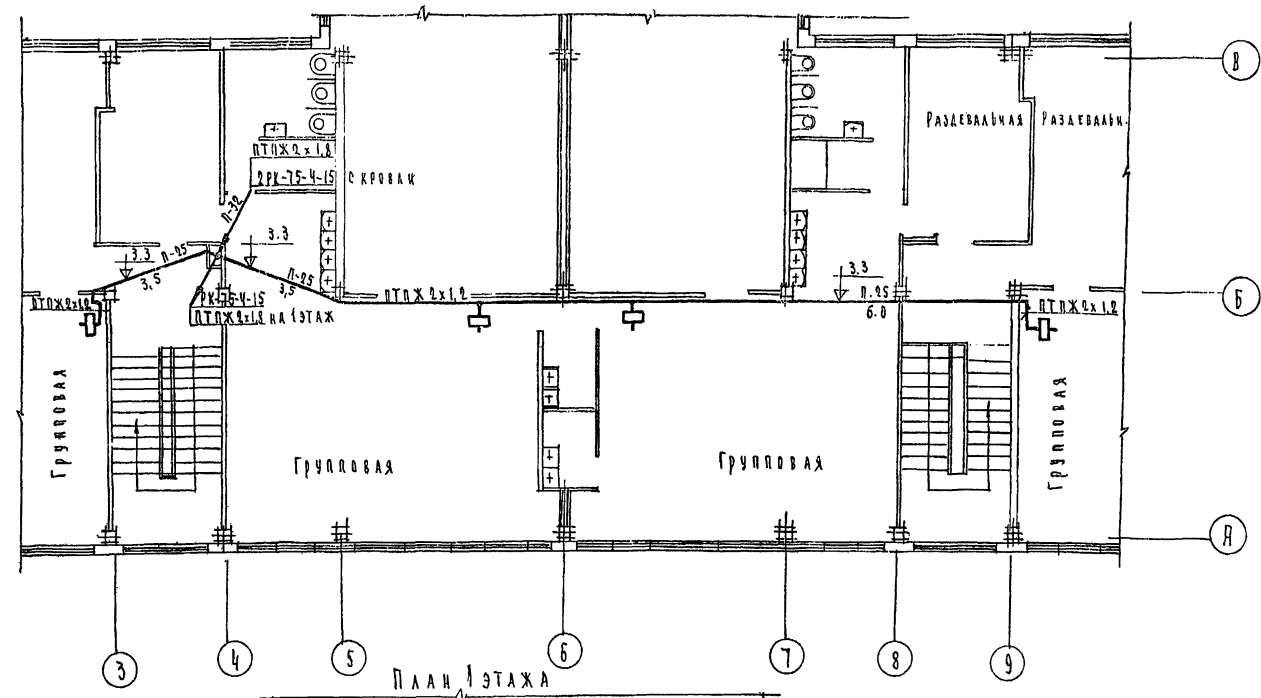 В
Раздевальная
Раздевальн.
ПТПЖ 2х1,8
2РК-75-4-15
С КРОВЛИ
П-32
3.3
3.3
П-25
3,5
П-25
3,5
3.3
П.25
6.0
Б
ПТПЖ 2х1,2
РК-75-4-15
ПТПЖ 2х1,2 НА 1 ЭТАЖ
ПТПЖ 2х1,2
ПТПЖ 2х1,2
Групповая
Групповая
Групповая
Групповая
А
3
4
5
6
7
8
9
План 1 этажа